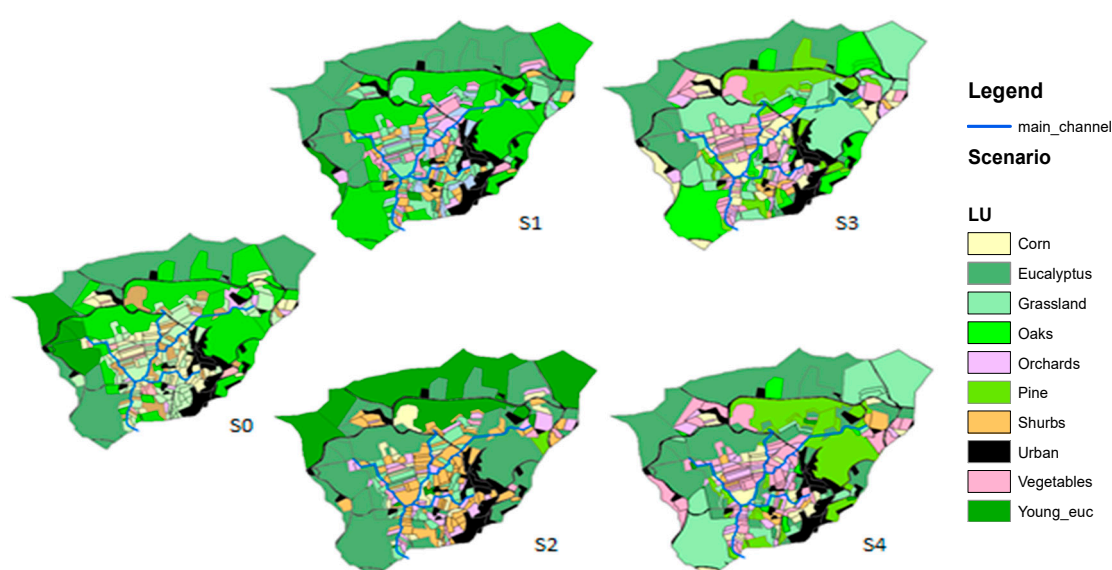 S1
S3
S0
S2
S4
Legend
main_channel
Scenario
LU
Corn
Eucalyptus
Grassland
Oaks
Orchards
Pine
Shurbs
Urban
Vegetables
Young_euc